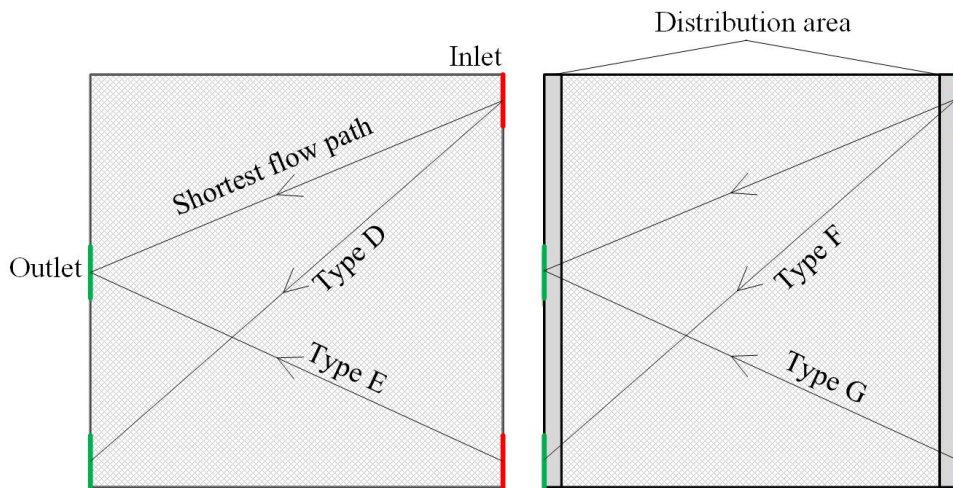 Distribution area
Inlet
Shortest flow path
Type D
Type F
Outlet
Type E
Type G